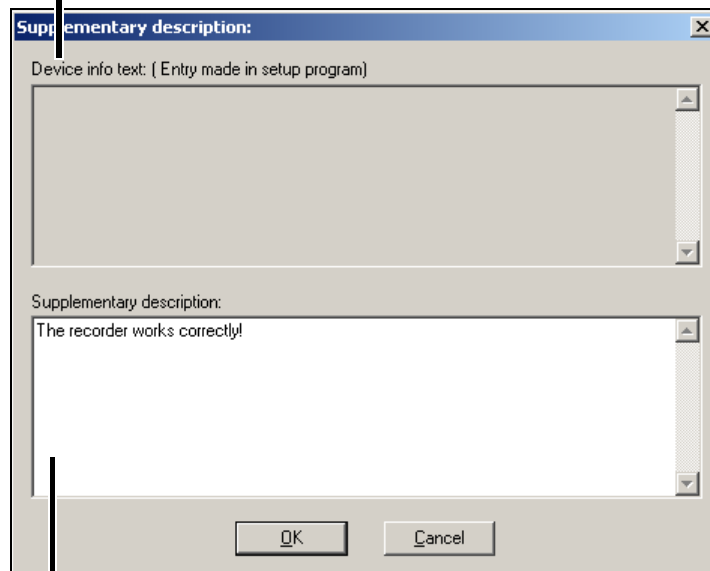 Supplementary description:
Device info text: ( Entry made in setup program)
Supplementary description:
The recorder works correctly!
OK
Cancel